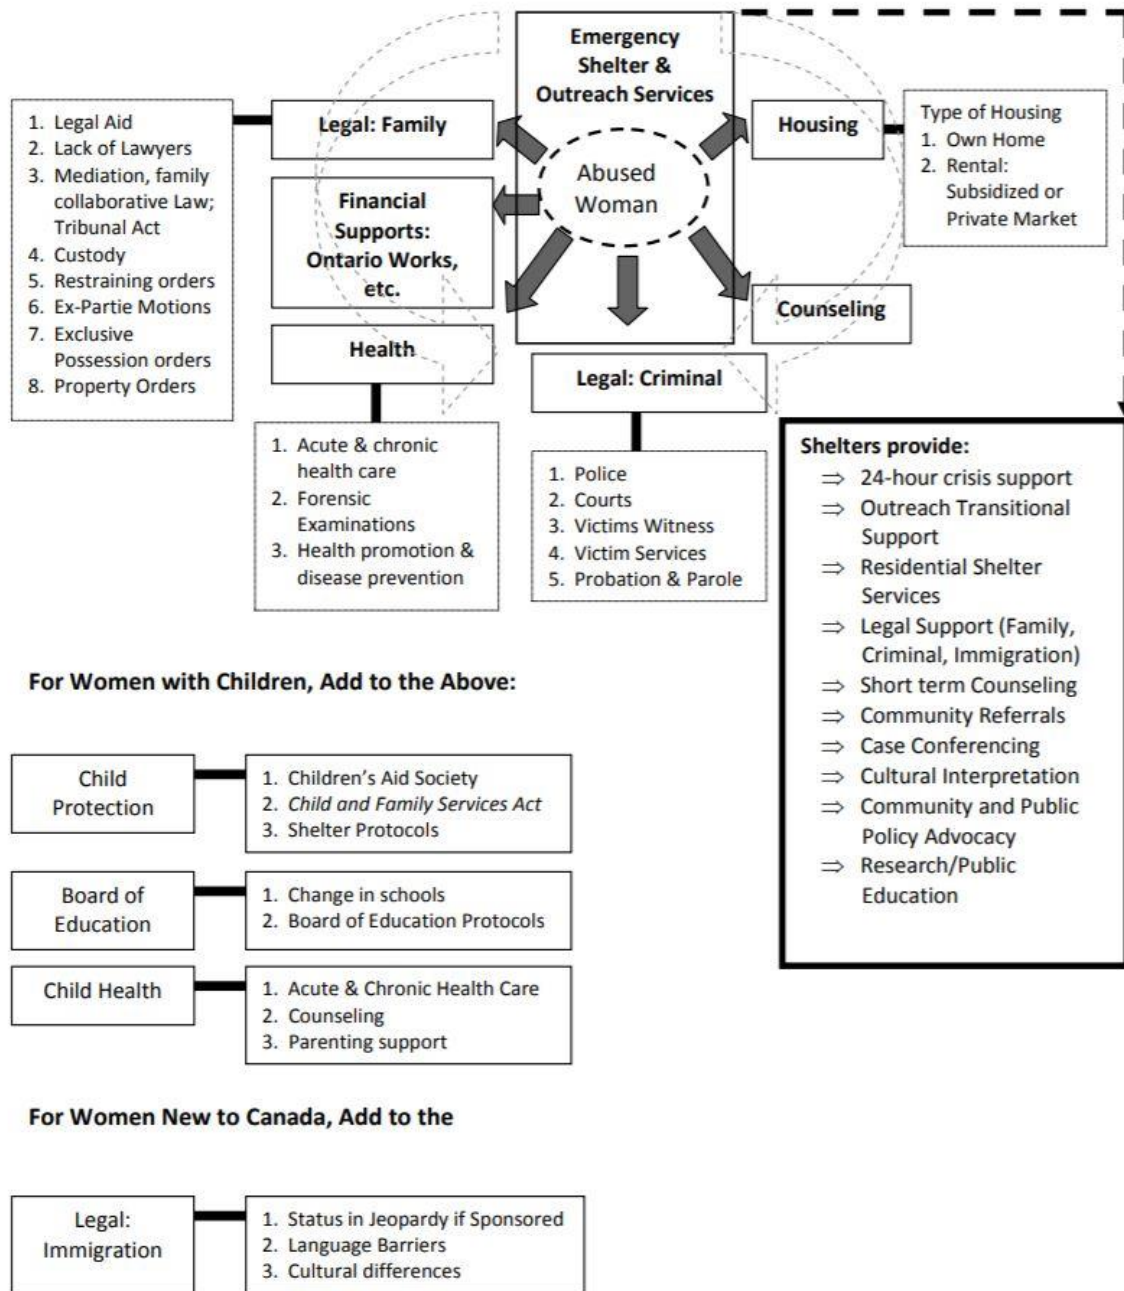 Emergency
Shelter &
Outreach Services
Abused
Woman
Legal: Family
1. Legal Aid
2. Lack of Lawyers
3. Mediation, family
collaborative Law;
Tribunal Act
4. Custody
5. Restraining orders
6. Ex-Partie Motions
7. Exclusive
Possession orders
8. Property Orders
Financial
Supports:
Ontario Works,
etc.
Health
1. Acute & chronic
health care
2. Forensic
Examinations
3. Health promotion &
disease prevention
Legal: Criminal
1. Police
2. Courts
3. Victims Witness
4. Victim Services
5. Probation & Parole
Housing
Type of Housing
1. Own Home
2. Rental:
Subsidized or
Private Market
Counseling
Shelters provide:
⇒ 24-hour crisis support
⇒ Outreach Transitional
Support
⇒ Residential Shelter
Services
⇒ Legal Support (Family,
Criminal, Immigration)
⇒ Short term Counseling
⇒ Community Referrals
⇒ Case Conferencing
⇒ Cultural Interpretation
⇒ Community and Public
Policy Advocacy
⇒ Research/Public
Education
For Women with Children, Add to the Above:
Child
Protection
1. Children’s Aid Society
2. Child and Family Services Act
3. Shelter Protocols
Board of
Education
1. Change in schools
2. Board of Education Protocols
Child Health
1. Acute & Chronic Health Care
2. Counseling
3. Parenting support
For Women New to Canada, Add to the
Legal:
Immigration
1. Status in Jeopardy if Sponsored
2. Language Barriers
3. Cultural differences